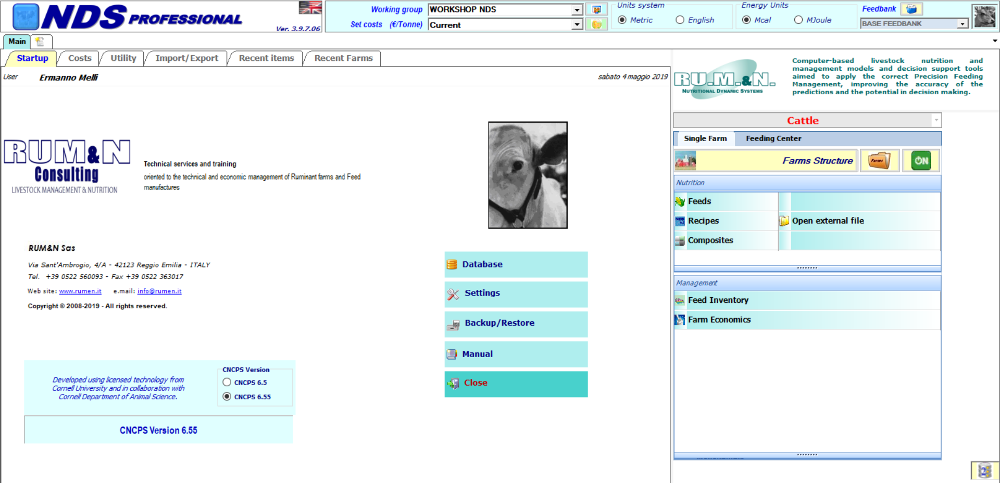 NDS PROFESSIONAL
Ver. 3.9.7.06
Working group WORKSHOP NDS
Set costs (€/Tonne) Current
Units system
Metric English
Energy Units
Mcal MJoule
Feedbank
BASE FEEDBANK
Main
Startup Costs Utility Import/Export Recent items Recent Farms
User Ermanno Melli sabato 4 maggio 2019
RUM&N
Consulting
LIVESTOCK MANAGEMENT & NUTRITION
Technical services and training
oriented to the technical and economic management of Ruminant farms and Feed
manufactures
RUM&N Sas
Via Sant'Ambrogio, 4/A - 42123 Reggio Emilia - ITALY
Tel. +39 0522 560093 - Fax +39 0522 363017
Web site: www.rumen.it e.mail: info@rumen.it
Copyright © 2008-2019 - All rights reserved.
Developed using licensed technology from
Cornell University and in collaboration with
Cornell Department of Animal Science.
CNCPS Version
CNCPS 6.5
CNCPS 6.55
CNCPS Version 6.55
Database
Settings
Backup/Restore
Manual
Close
RU.M.&N.
NUTRITIONAL DYNAMIC SYSTEMS
Computer-based livestock nutrition and
management models and decision support tools
aimed to apply the correct Precision Feeding
Management, improving the accuracy of the
predictions and the potential in decision making.
Cattle
Single Farm Feeding Center
Farms Structure
Farms
ON
Nutrition
Feeds
Recipes Open external file
Composites
Management
Feed Inventory
Farm Economics